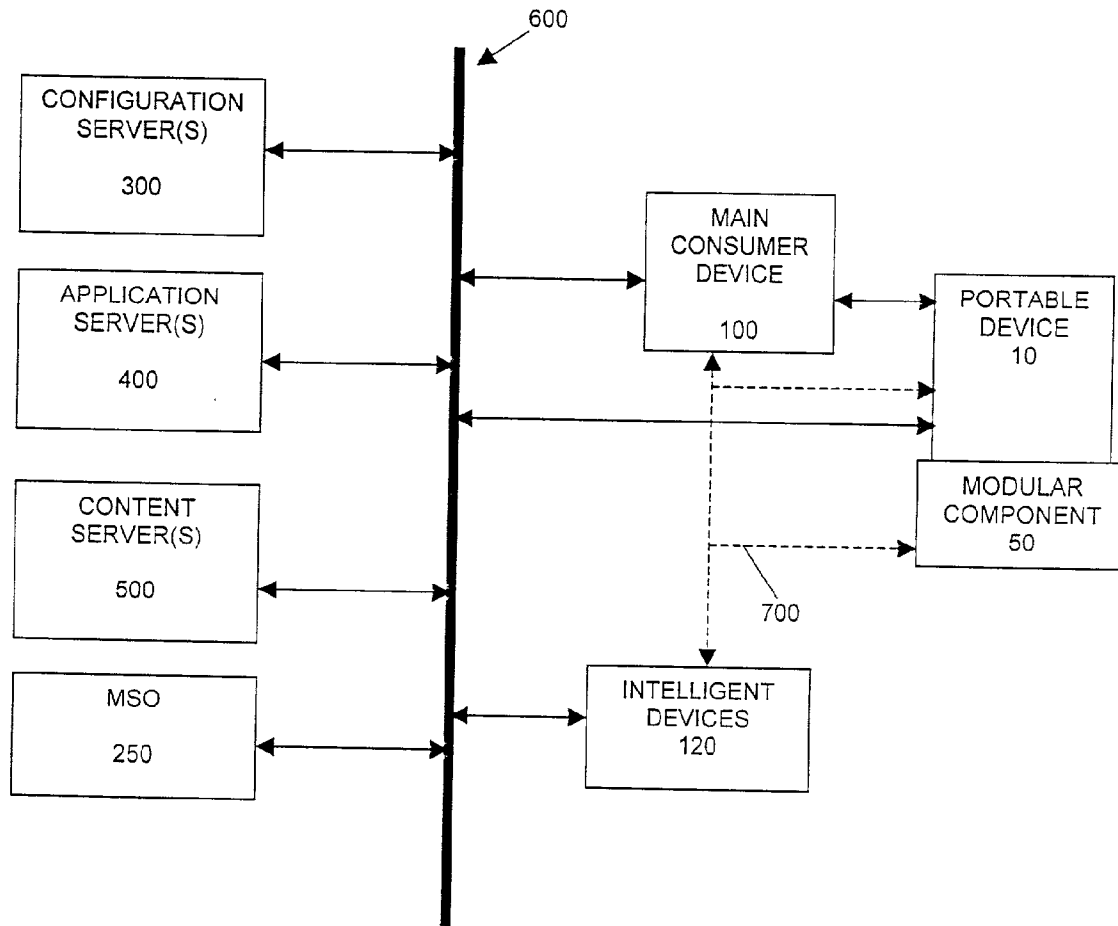 600
CONFIGURATION
SERVER(S)
300
APPLICATION
SERVER(S)
400
CONTENT
SERVER(S)
500
MSO
250
MAIN
CONSUMER
DEVICE
100
PORTABLE
DEVICE
10
MODULAR
COMPONENT
50
700
INTELLIGENT
DEVICES
120